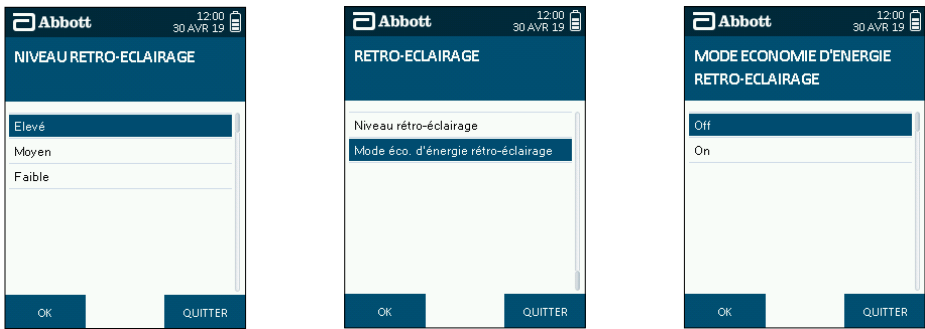 Abbott
12:00
30 AVR 19
NIVEAU RETRO-ECLAIRAGE
Elevé
Moyen
Faible
OK
QUITTER
Abbott
12:00
30 AVR 19
RETRO-ECLAIRAGE
Niveau rétro-éclairage
Mode éco. d'énergie rétro-éclairage
OK
QUITTER
Abbott
12:00
30 AVR 19
MODE ECONOMIE D'ENERGIE
RETRO-ECLAIRAGE
Off
On
OK
QUITTER